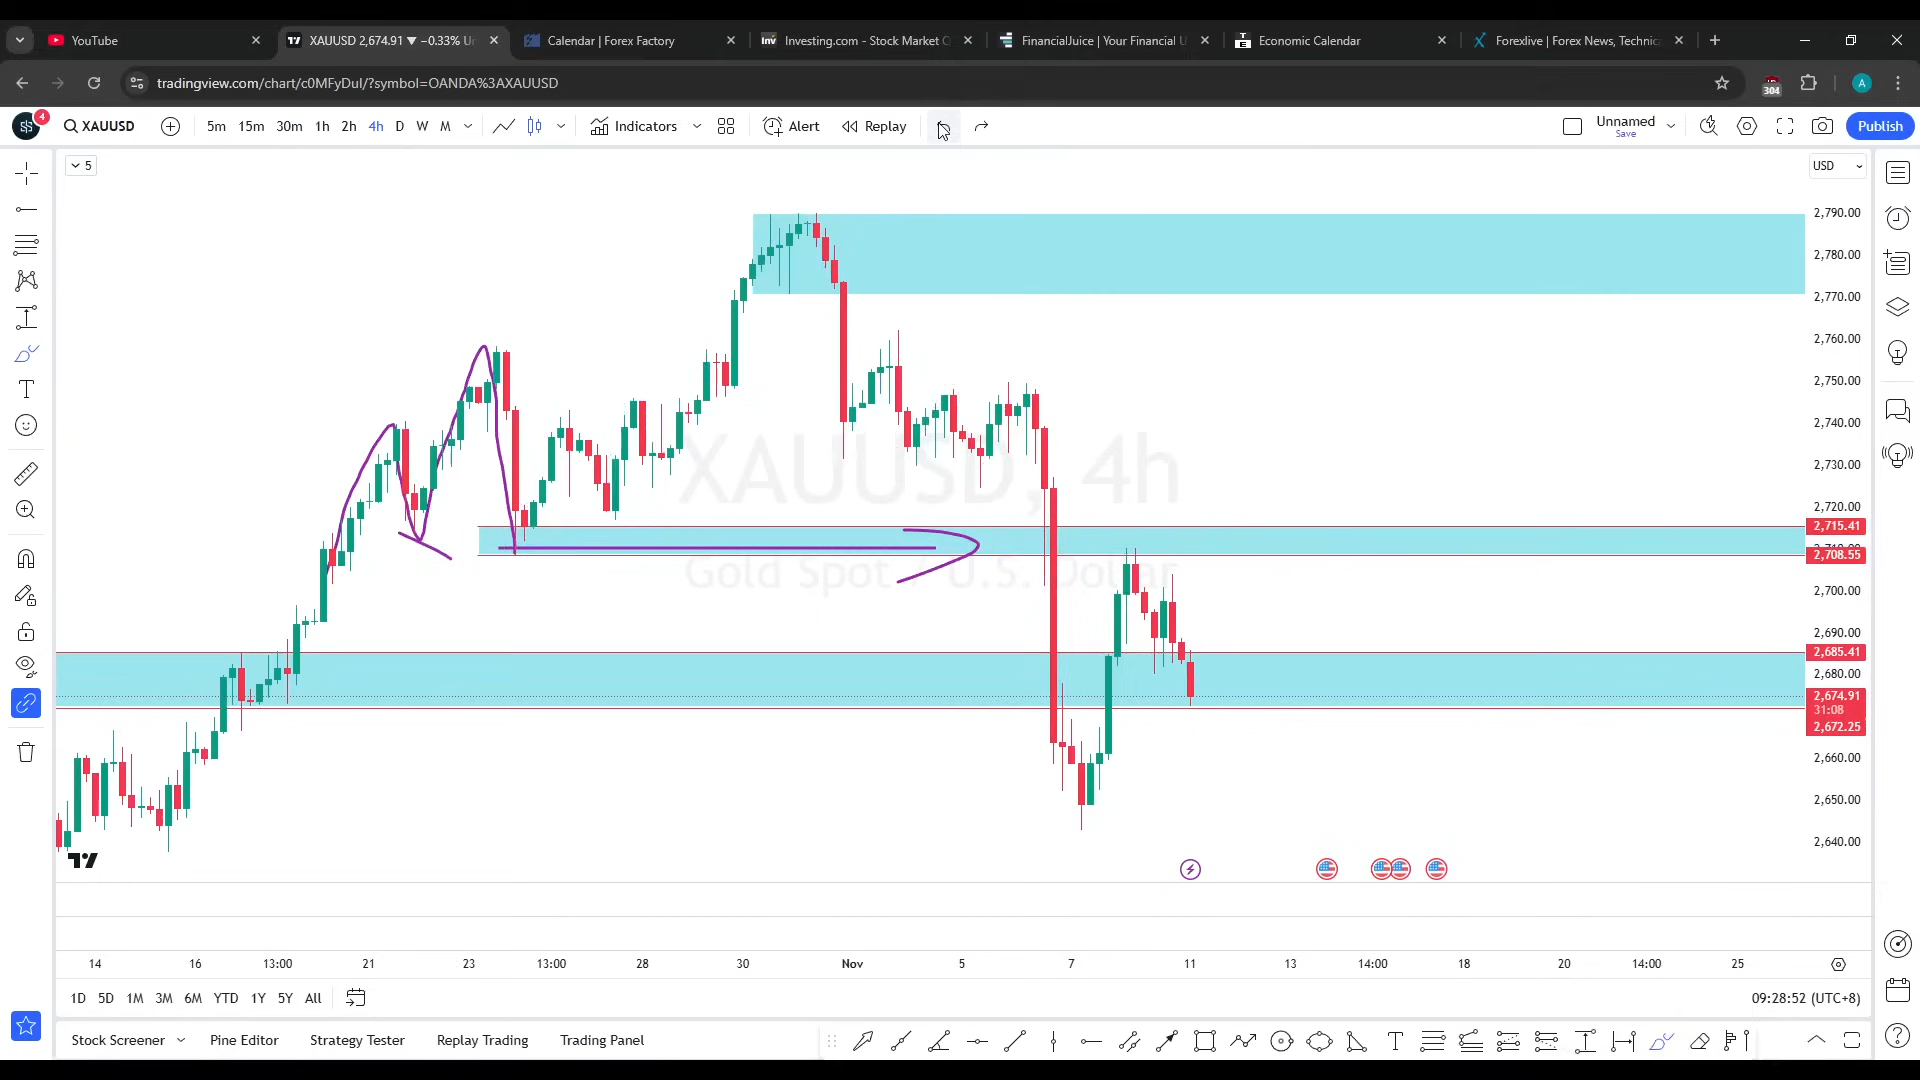 YouTube
XAUUSD 2,674.91 ▼ −0.33% U
Calendar | Forex Factory
Inv Investing.com - Stock Market
FinancialJuice | Your Financial
TE Economic Calendar
Forexlive | Forex News, Technic
tradingview.com/chart/c0MFyDuI/?symbol=OANDA%3AXAUUSD
304
A
4
XAUUSD
5m 15m 30m 1h 2h 4h D W M
Indicators
Alert
Replay
Unnamed
Save
Publish
5
USD
2,790.00
2,780.00
2,770.00
2,760.00
2,750.00
2,740.00
2,730.00
2,720.00
2,715.41
2,708.55
2,700.00
2,690.00
2,685.41
2,680.00
2,674.91
31:08
2,672.25
2,660.00
2,650.00
2,640.00
XAUUSD, 4h
Gold Spot / U.S. Dollar
14 16 13:00 21 23 13:00 28 30 Nov 5 7 11 13 14:00 18 20 14:00 25
1D 5D 1M 3M 6M YTD 1Y 5Y All
09:28:52 (UTC+8)
Stock Screener
Pine Editor
Strategy Tester
Replay Trading
Trading Panel